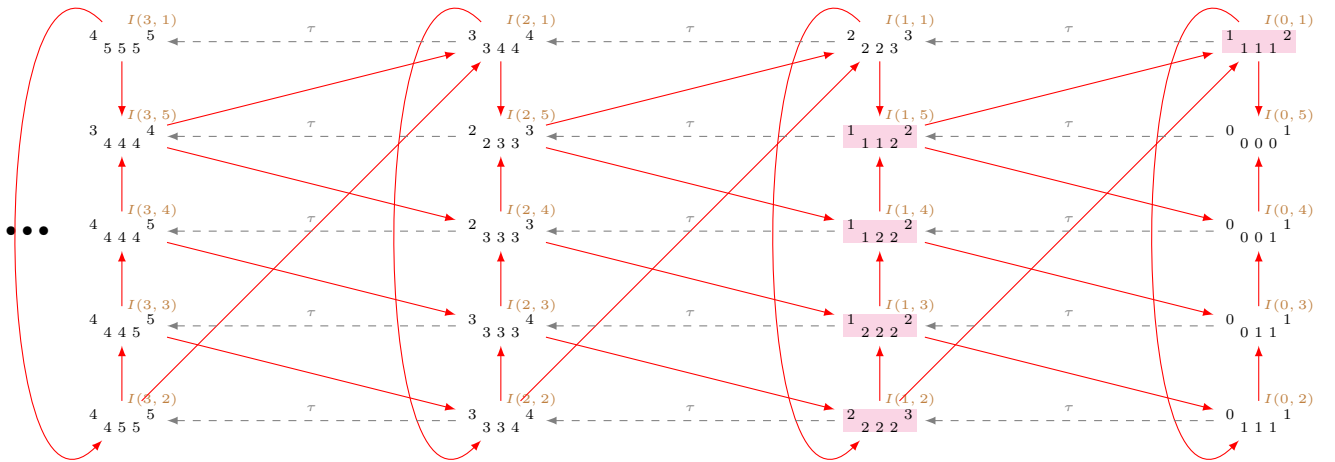 I(3, 1) I(2, 1) I(1, 1) I(0, 1)
4 5 τ 3 4 τ 2 3 τ 1 2
5 5 5 3 4 4 2 2 3 1 1 1
I(3, 5) I(2, 5) I(1, 5) I(0, 5)
3 4 τ 2 3 τ 1 2 τ 0 1
4 4 4 2 3 3 1 1 2 0 0 0
I(3, 4) I(2, 4) I(1, 4) I(0, 4)
4 5 τ 2 3 τ 1 2 τ 0 1
4 4 4 3 3 3 1 2 2 0 0 1
I(3, 3) I(2, 3) I(1, 3) I(0, 3)
4 5 τ 3 4 τ 1 2 τ 0 1
4 4 5 3 3 3 2 2 2 0 1 1
I(3, 2) I(2, 2) I(1, 2) I(0, 2)
4 5 τ 3 4 τ 2 3 τ 0 1
4 5 5 3 3 4 2 2 2 1 1 1